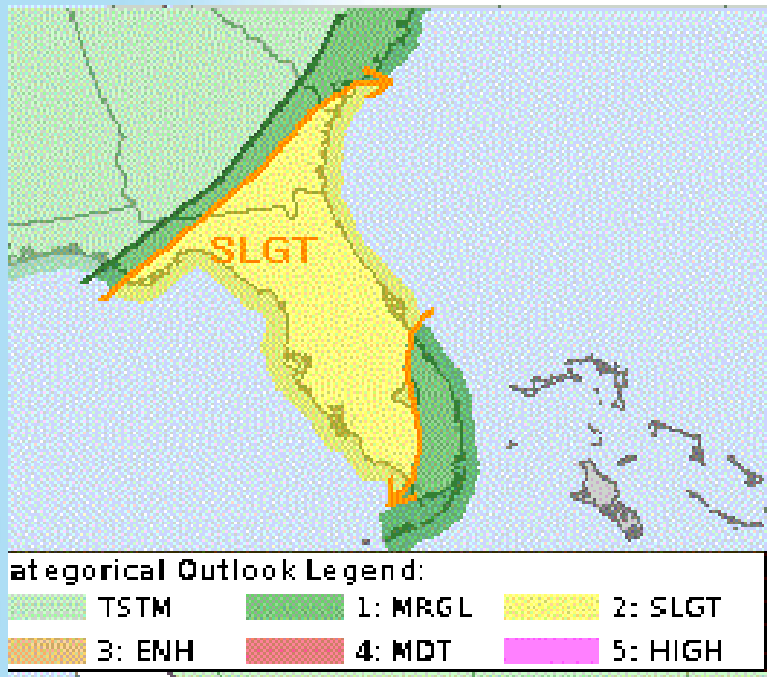 SLGT
ategorical Outlook Legend:
TSTM 1: MRGL 2: SLGT
3: ENH 4: MDT 5: HIGH